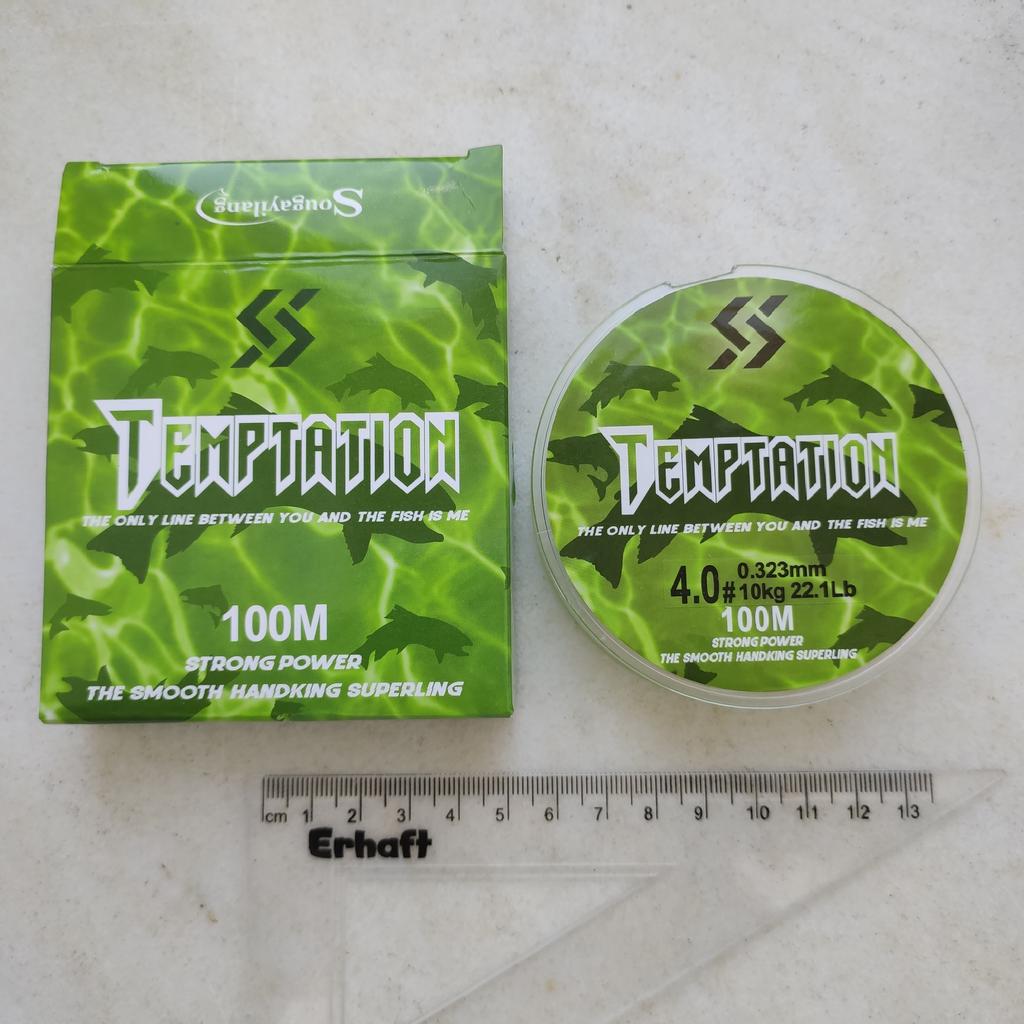 Sougayilang
TEMPTATION
THE ONLY LINE BETWEEN YOU AND THE FISH IS ME
100M
STRONG POWER
THE SMOOTH HANDKING SUPERLING
TEMPTATION
THE ONLY LINE BETWEEN YOU AND THE FISH IS ME
4.0# 0.323mm
10kg 22.1Lb
100M
STRONG POWER
THE SMOOTH HANDKING SUPERLING
cm 1 2 3 4 5 6 7 8 9 10 11 12 13
Erhaft